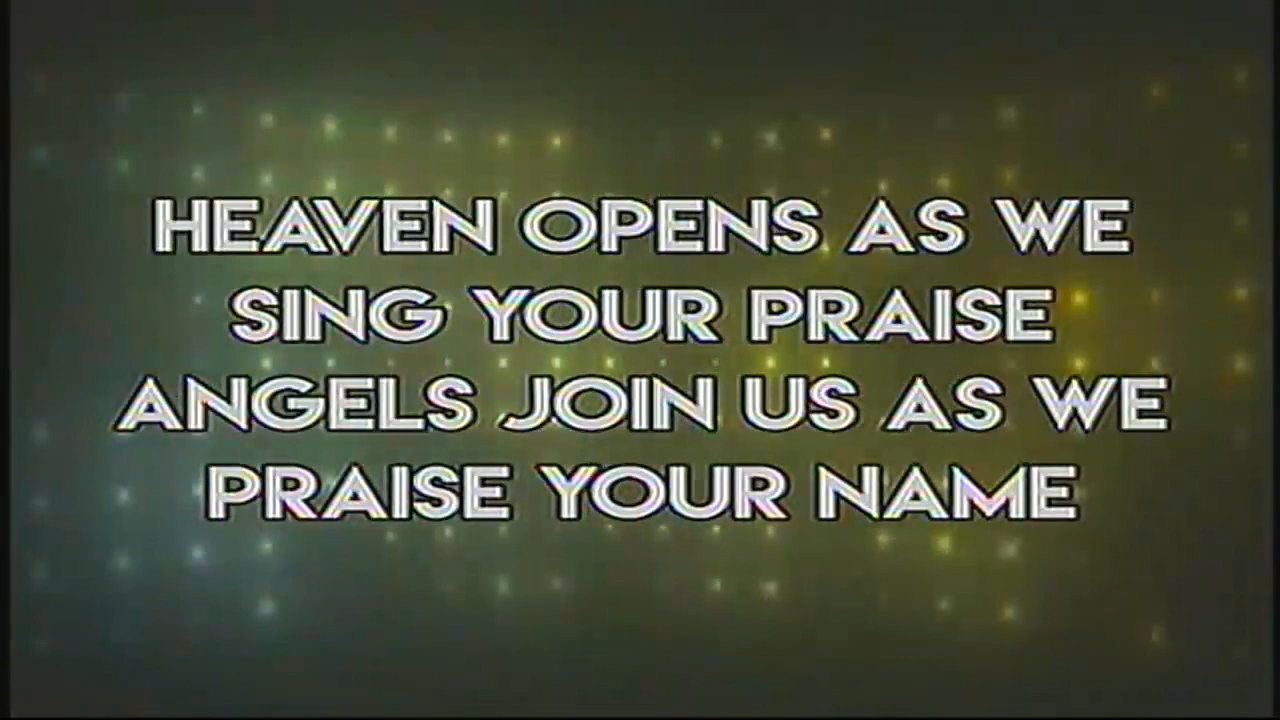 HEAVEN OPENS AS WE
SING YOUR PRAISE
ANGELS JOIN US AS WE
PRAISE YOUR NAME